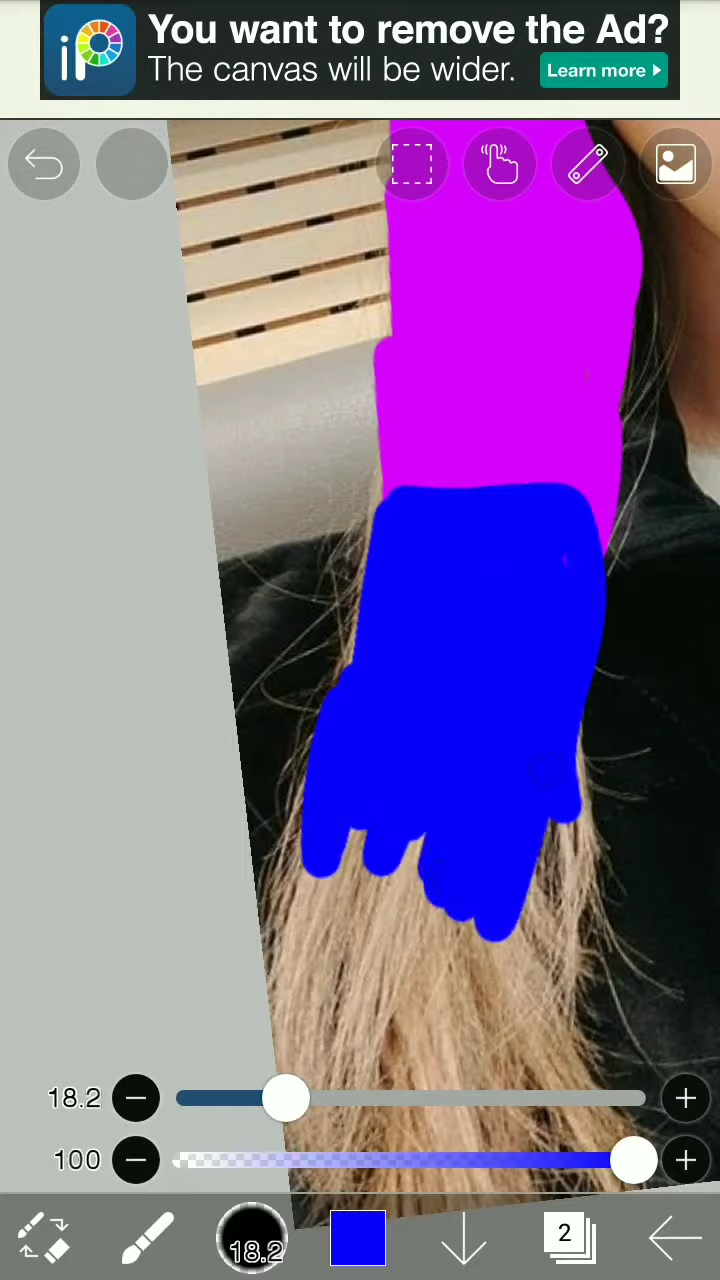 iP
You want to remove the Ad?
The canvas will be wider.
Learn more
18.2
100
18.2
2